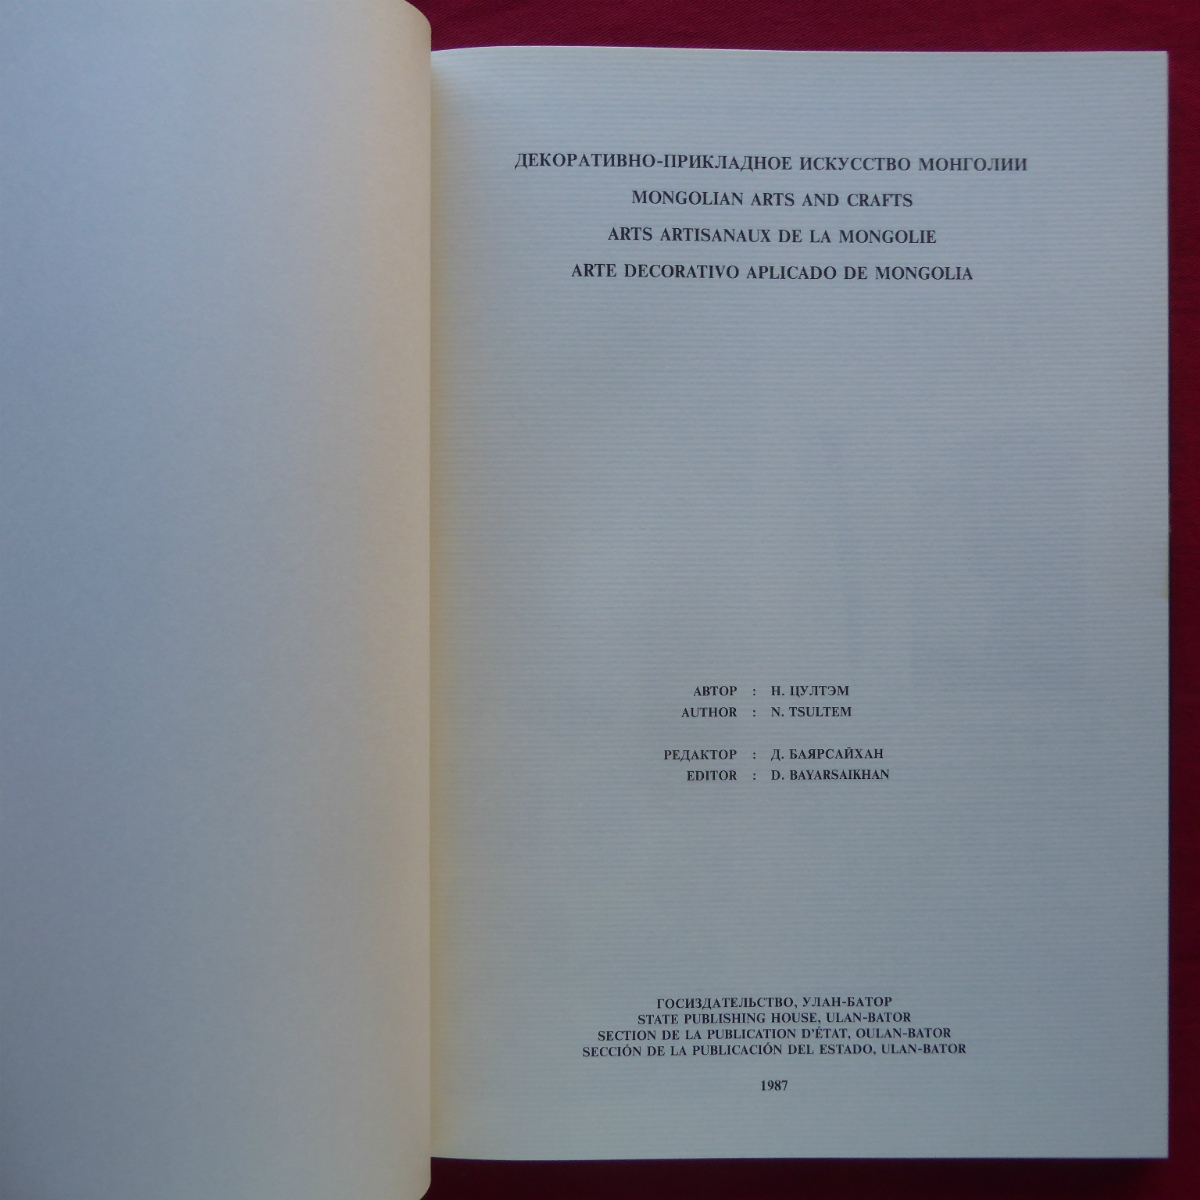 ДЕКОРАТИВНО-ПРИКЛАДНОЕ ИСКУССТВО МОНГОЛИИ
MONGOLIAN ARTS AND CRAFTS
ARTS ARTISANAUX DE LA MONGOLIE
ARTE DECORATIVO APLICADO DE MONGOLIA
АВТОР : Н. ЦУЛТЭМ
AUTHOR : N. TSULTEM
РЕДАКТОР : Д. БАЯРСАЙХАН
EDITOR : D. BAYARSAIKHAN
ГОСИЗДАТЕЛЬСТВО, УЛАН-БАТОР
STATE PUBLISHING HOUSE, ULAN-BATOR
SECTION DE LA PUBLICATION D'ÉTAT, OULAN-BATOR
SECCIÓN DE LA PUBLICACIÓN DEL ESTADO, ULAN-BATOR
1987